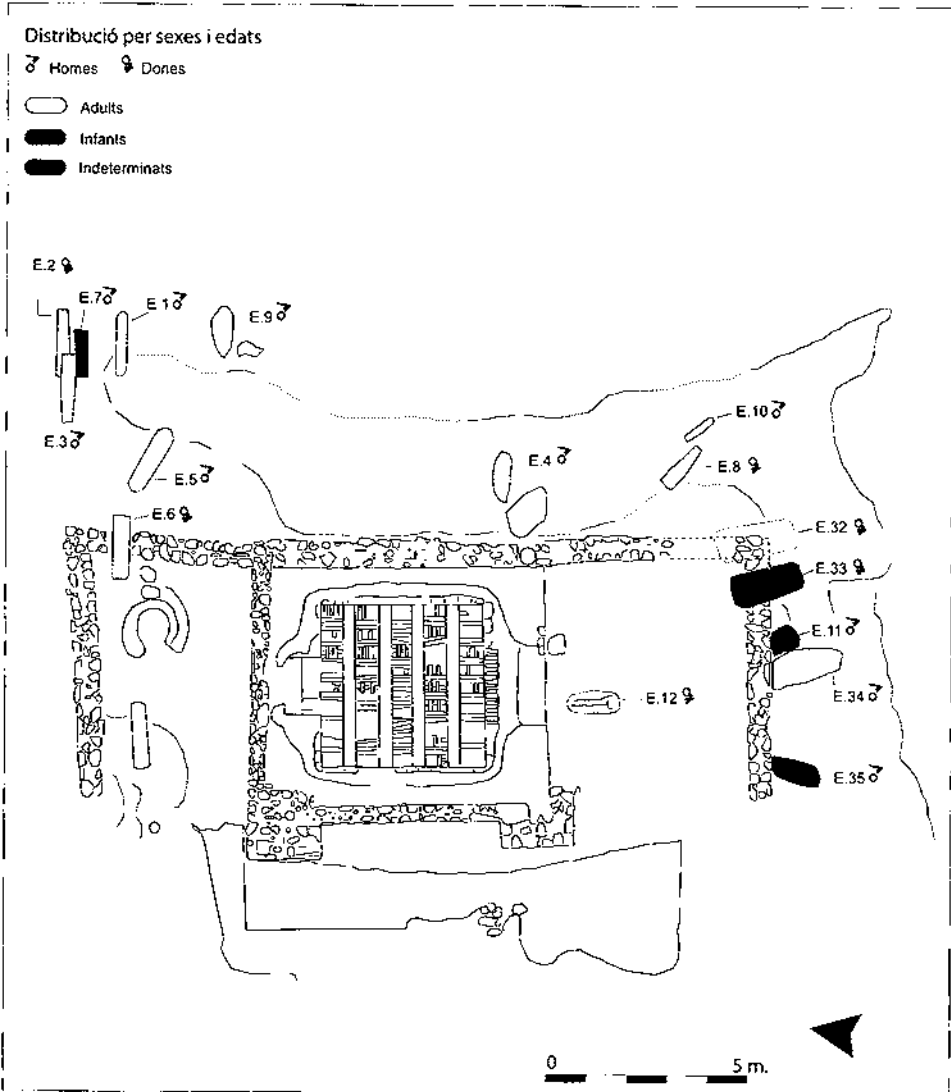 Distribució per sexes i edats
♂ Homes ♀ Dones
Adults
Infants
Indeterminats
E.2 ♀
E.7 ♂
E 1 ♂
E.9 ♂
E.3 ♂
E.5 ♂
E.4 ♂
E.10 ♂
E.8 ♀
E.6 ♀
E.32 ♀
E.33 ♀
E.11 ♂
E.12 ♀
E.34 ♂
E.35 ♂
0 5 m.